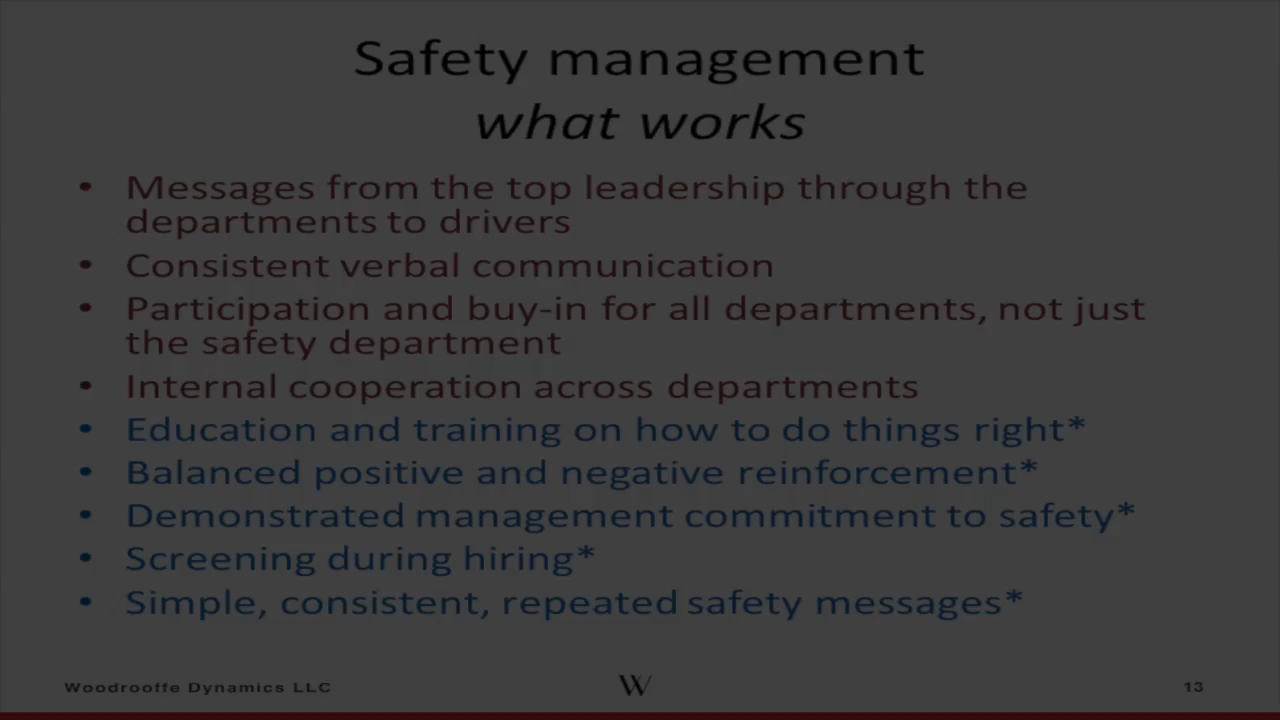 Safety management
what works
• Messages from the top leadership through the
departments to drivers
• Consistent verbal communication
• Participation and buy-in for all departments, not just
the safety department
• Internal cooperation across departments
• Education and training on how to do things right*
• Balanced positive and negative reinforcement*
• Demonstrated management commitment to safety*
• Screening during hiring*
• Simple, consistent, repeated safety messages*
Woodrooffe Dynamics LLC W 13